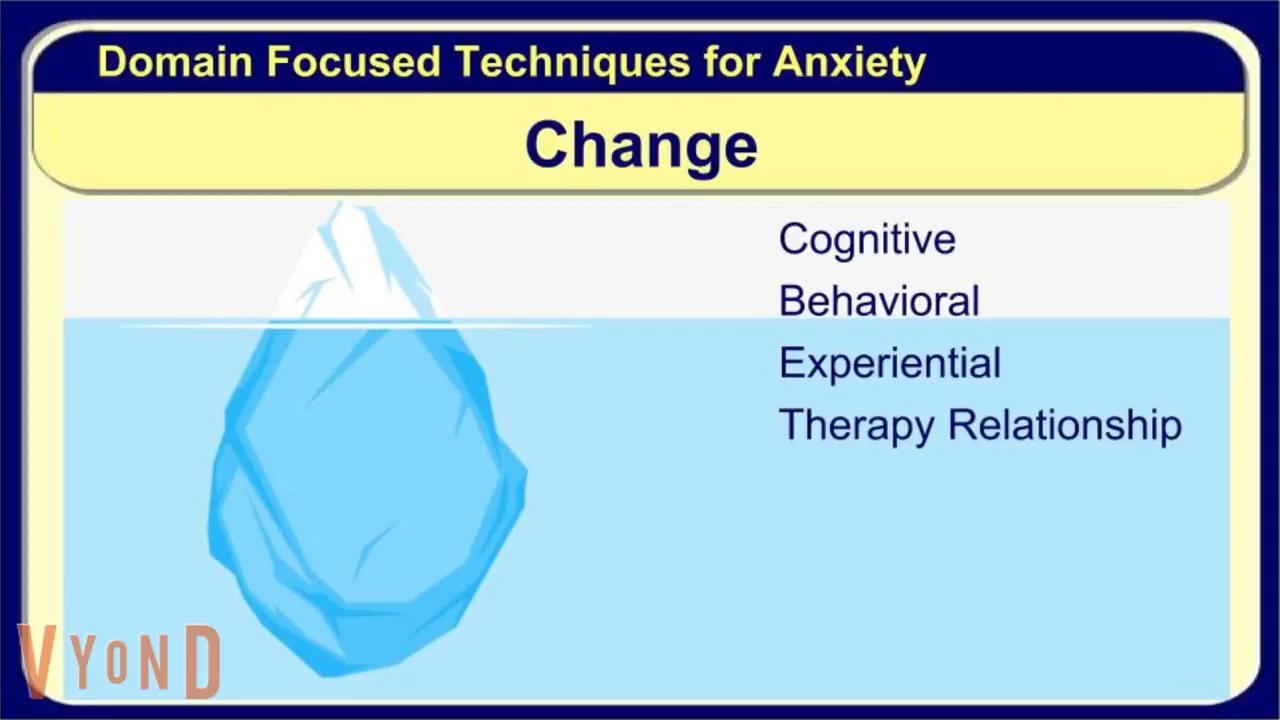 Domain Focused Techniques for Anxiety
Change
Cognitive
Behavioral
Experiential
Therapy Relationship
VYOND